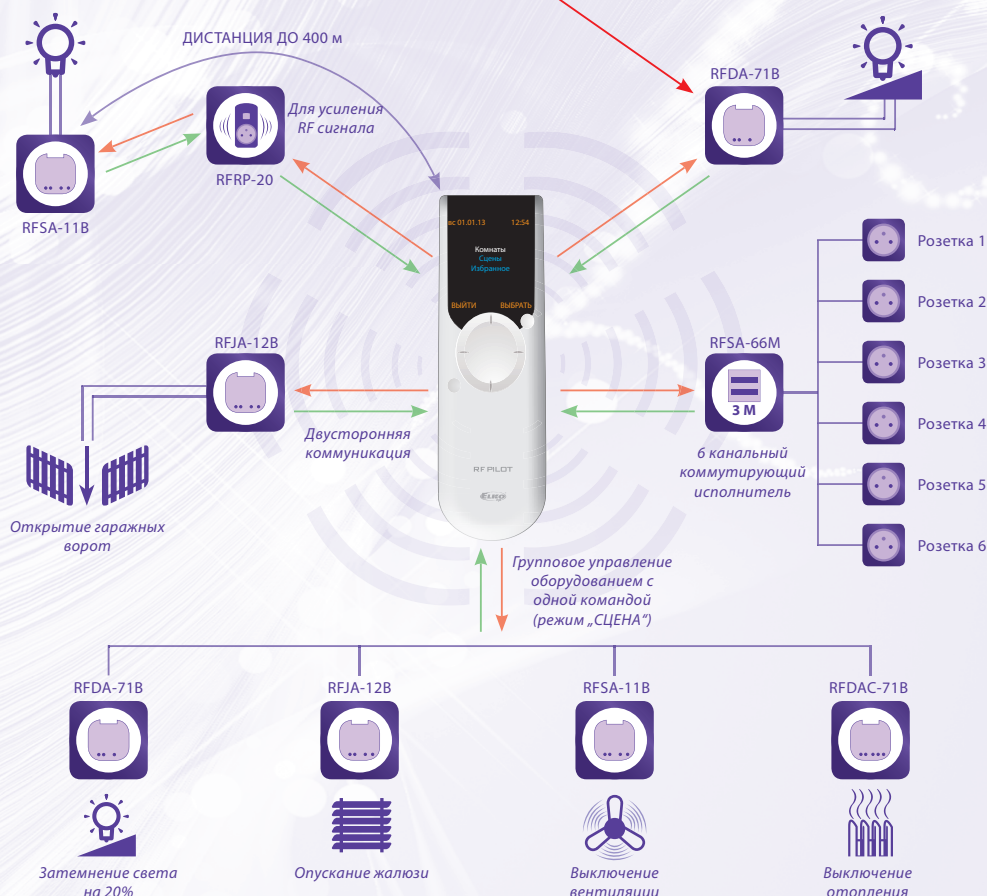 ДИСТАНЦИЯ ДО 400 м
RFDA-71B
Для усиления
RF сигнала
RFRP-20
RFSA-11B
вс 01.01.13 12:54
Комнаты
Сцены
Избранное
ВЫЙТИ ВЫБРАТЬ
Розетка 1
Розетка 2
Розетка 3
Розетка 4
Розетка 5
Розетка 6
RFJA-12B
RFSA-66M
3 M
Двусторонняя
коммуникация
6 канальный
коммутирующий
исполнитель
RF PILOT
Открытие гаражных
ворот
Групповое управление
оборудованием с
одной командой
(режим „СЦЕНА“)
RFDA-71B
RFJA-12B
RFSA-11B
RFDAC-71B
Затемнение света
на 20%
Опускание жалюзи
Выключение
вентиляции
Выключение
отопления